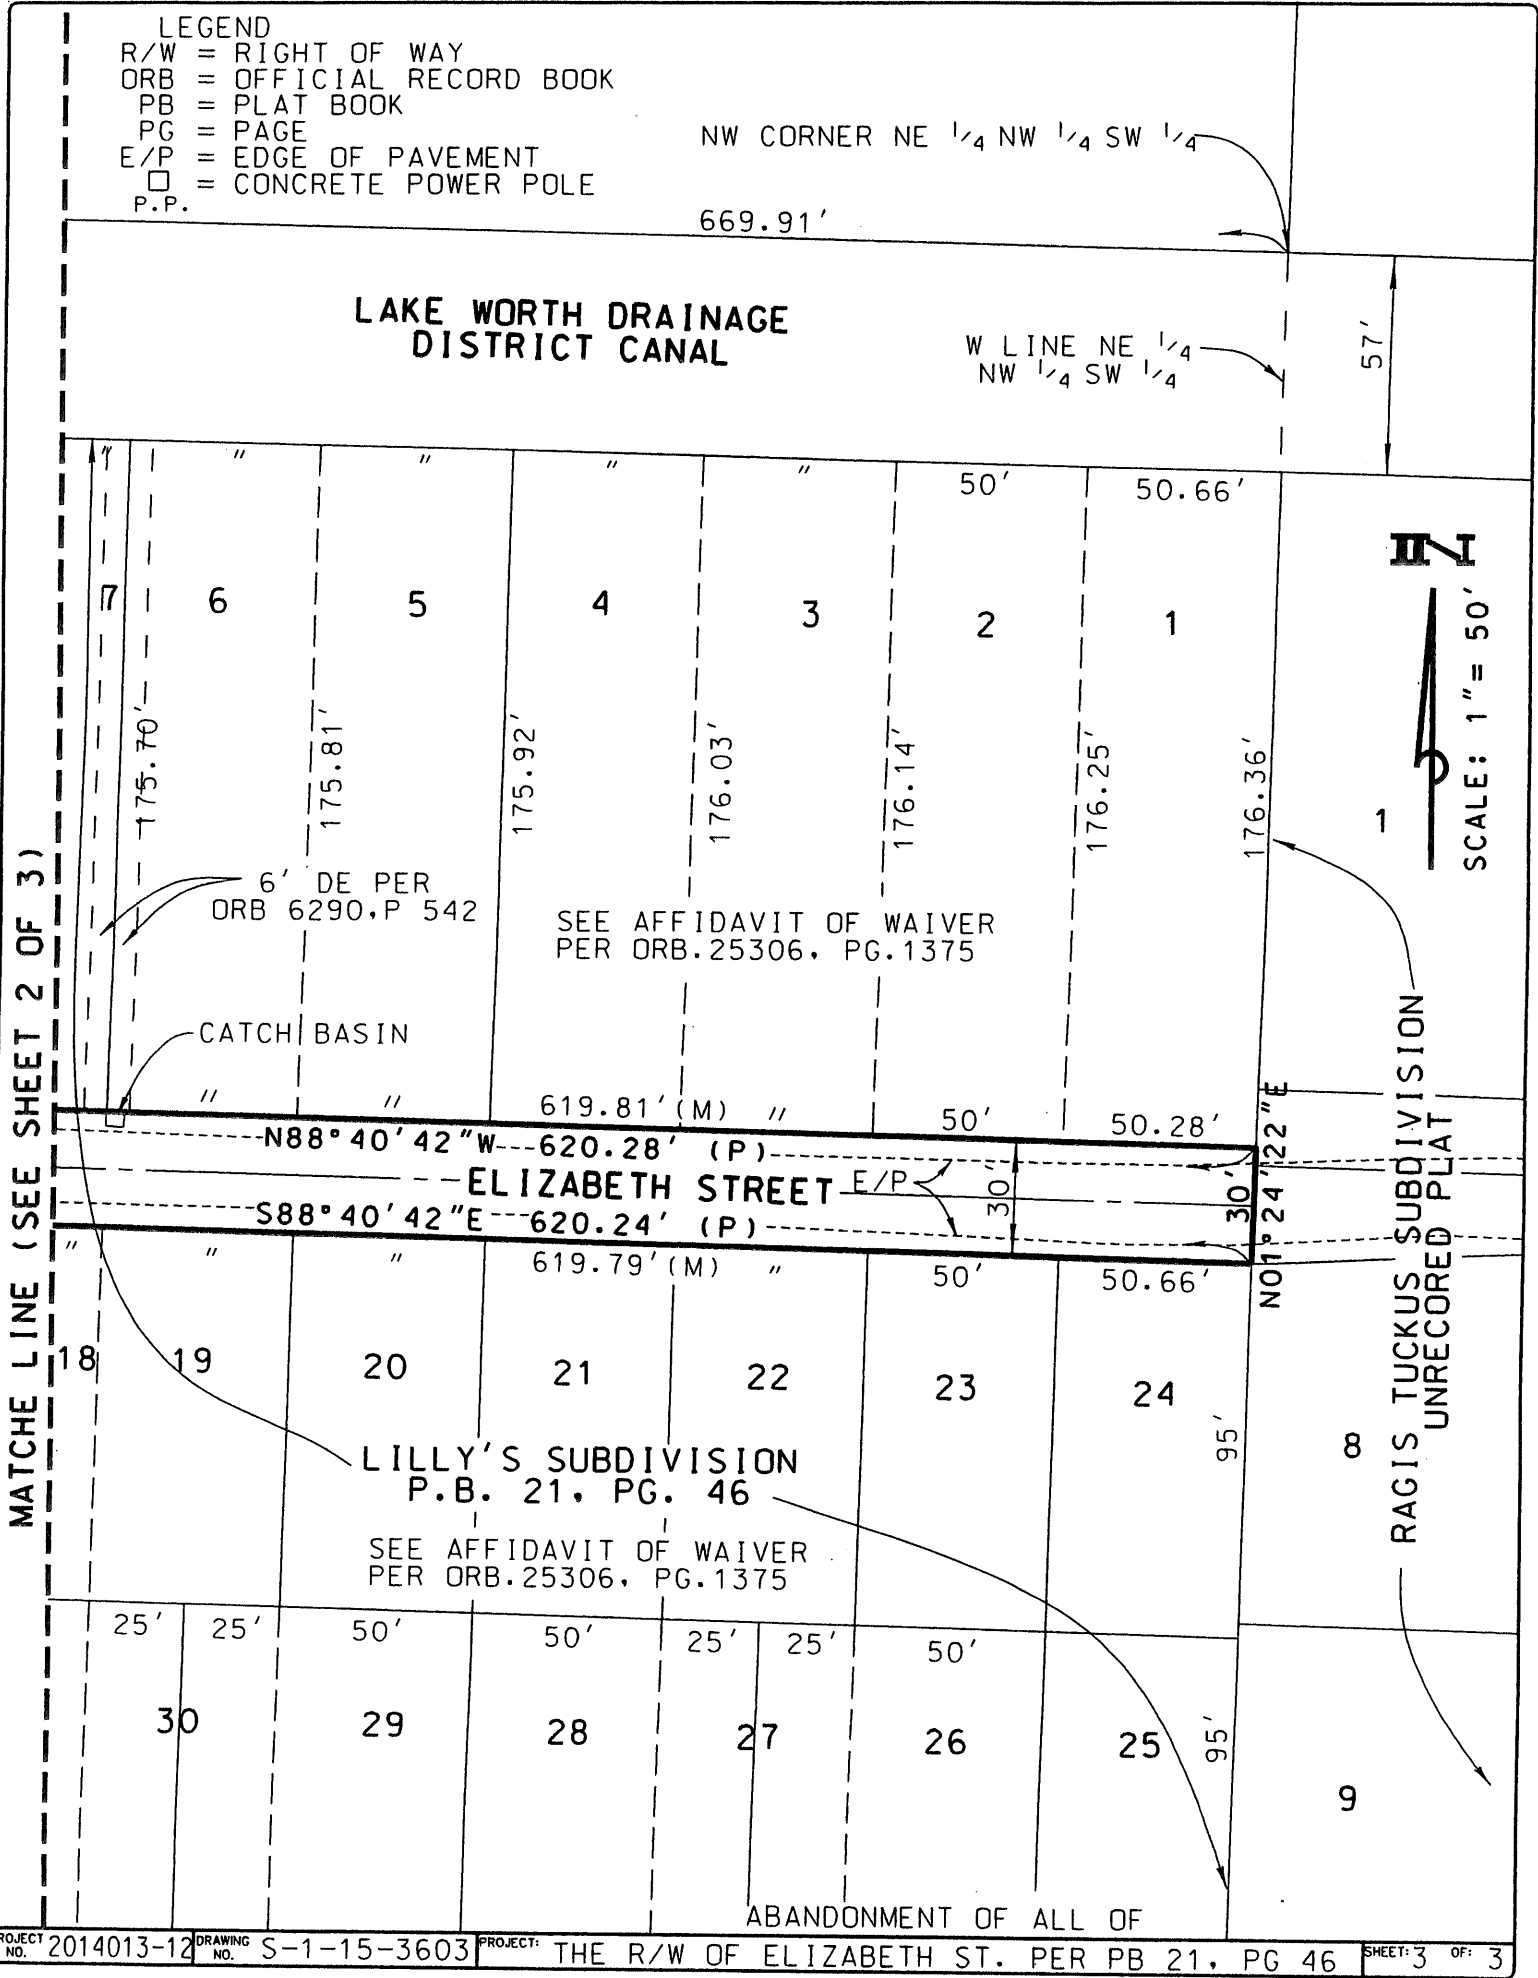 LEGEND
R/W = RIGHT OF WAY
ORB = OFFICIAL RECORD BOOK
PB = PLAT BOOK
PG = PAGE
E/P = EDGE OF PAVEMENT
□ = CONCRETE POWER POLE
P.P.
NW CORNER NE 1/4 NW 1/4 SW 1/4
669.91'
LAKE WORTH DRAINAGE
DISTRICT CANAL
W LINE NE 1/4
NW 1/4 SW 1/4
57'
" " " " " 50' 50.66'
7 6 5 4 3 2 1
N
SCALE: 1"= 50'
175.70' 175.81' 175.92' 176.03' 176.14' 176.25' 176.36'
1
6' DE PER
ORB 6290, P 542
SEE AFFIDAVIT OF WAIVER
PER ORB.25306, PG.1375
CATCH BASIN
" " 619.81'(M) " 50' 50.28'
N88°40'42"W 620.28' (P)
ELIZABETH STREET E/P 30' 30'
N01°24'22"E
S88°40'42"E 620.24' (P)
" " " 619.79'(M) " 50' 50.66'
18 19 20 21 22 23 24
95'
8
RAGIS TUCKUS SUBDIVISION
UNRECORED PLAT
MATCHE LINE (SEE SHEET 2 OF 3)
LILLY'S SUBDIVISION
P.B. 21, PG. 46
SEE AFFIDAVIT OF WAIVER
PER ORB.25306, PG.1375
25' 25' 50' 50' 25' 25' 50'
30 29 28 27 26 25
95'
9
ABANDONMENT OF ALL OF
ROJECT NO. 2014013-12 DRAWING NO. S-1-15-3603 PROJECT: THE R/W OF ELIZABETH ST. PER PB 21, PG 46 SHEET: 3 OF: 3